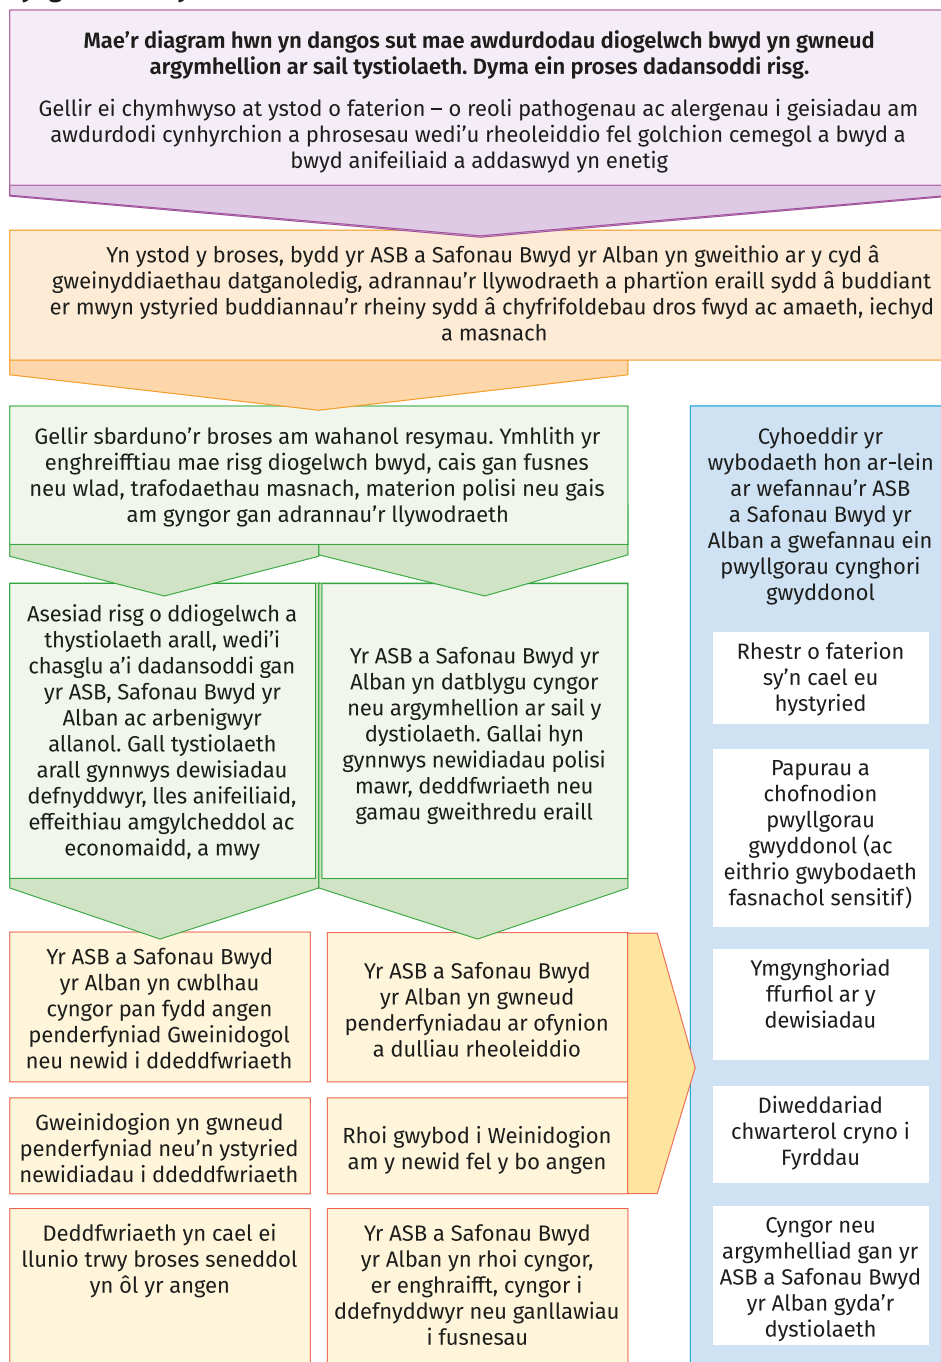 Mae’r diagram hwn yn dangos sut mae awdurdodau diogelwch bwyd yn gwneud
argymhellion ar sail tystiolaeth. Dyma ein proses dadansoddi risg.
Gellir ei chymhwyso at ystod o faterion – o reoli pathogenau ac alergenau i geisiadau am
awdurdodi cynhyrchion a phrosesau wedi’u rheoleiddio fel golchion cemegol a bwyd a
bwyd anifeiliaid a addaswyd yn enetig
Yn ystod y broses, bydd yr ASB a Safonau Bwyd yr Alban yn gweithio ar y cyd â
gweinyddiaethau datganoledig, adrannau’r llywodraeth a phartïon eraill sydd â buddiant
er mwyn ystyried buddiannau’r rheiny sydd â chyfrifoldebau dros fwyd ac amaeth, iechyd
a masnach
Gellir sbarduno’r broses am wahanol resymau. Ymhlith yr
enghreifftiau mae risg diogelwch bwyd, cais gan fusnes
neu wlad, trafodaethau masnach, materion polisi neu gais
am gyngor gan adrannau’r llywodraeth
Asesiad risg o ddiogelwch a
thystiolaeth arall, wedi’i
chasglu a’i dadansoddi gan
yr ASB, Safonau Bwyd yr
Alban ac arbenigwyr
allanol. Gall tystiolaeth
arall gynnwys dewisiadau
defnyddwyr, lles anifeiliaid,
effeithiau amgylcheddol ac
economaidd, a mwy
Yr ASB a Safonau Bwyd yr
Alban yn datblygu cyngor
neu argymhellion ar sail y
dystiolaeth. Gallai hyn
gynnwys newidiadau polisi
mawr, deddfwriaeth neu
gamau gweithredu eraill
Yr ASB a Safonau Bwyd
yr Alban yn cwblhau
cyngor pan fydd angen
penderfyniad Gweinidogol
neu newid i ddeddfwriaeth
Yr ASB a Safonau Bwyd
yr Alban yn gwneud
penderfyniadau ar ofynion
a dulliau rheoleiddio
Gweinidogion yn gwneud
penderfyniad neu’n ystyried
newidiadau i ddeddfwriaeth
Rhoi gwybod i Weinidogion
am y newid fel y bo angen
Deddfwriaeth yn cael ei
llunio trwy broses seneddol
yn ôl yr angen
Yr ASB a Safonau Bwyd
yr Alban yn rhoi cyngor,
er enghraifft, cyngor i
ddefnyddwyr neu ganllawiau
i fusnesau
Cyhoeddir yr
wybodaeth hon ar-lein
ar wefannau’r ASB
a Safonau Bwyd yr
Alban a gwefannau ein
pwyllgorau cynghori
gwyddonol
Rhestr o faterion
sy’n cael eu
hystyried
Papurau a
chofnodion
pwyllgorau
gwyddonol (ac
eithrio gwybodaeth
fasnachol sensitif)
Ymgynghoriad
ffurfiol ar y
dewisiadau
Diweddariad
chwarterol cryno i
Fyrddau
Cyngor neu
argymhelliad gan yr
ASB a Safonau Bwyd
yr Alban gyda’r
dystiolaeth